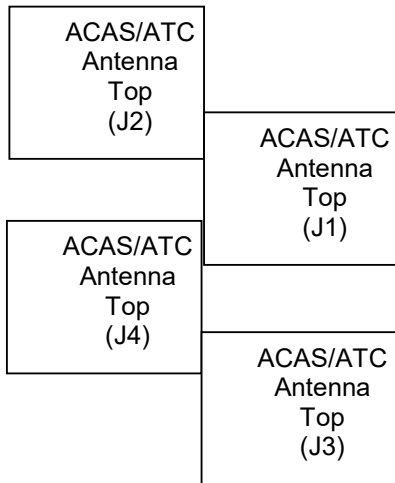 ACAS/ATC
Antenna
Top
(J2)
ACAS/ATC
Antenna
Top
(J1)
ACAS/ATC
Antenna
Top
(J4)
ACAS/ATC
Antenna
Top
(J3)